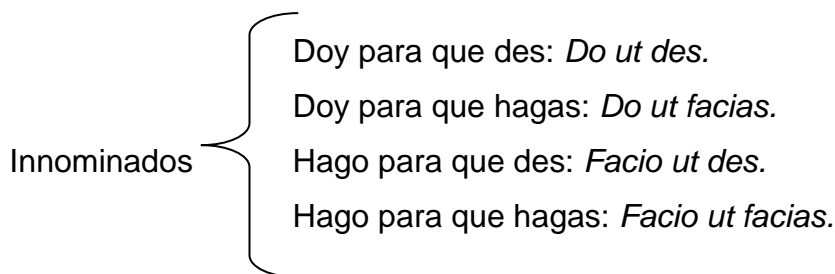 Doy para que des: Do ut des.
Doy para que hagas: Do ut facias.
Innominados
Hago para que des: Facio ut des.
Hago para que hagas: Facio ut facias.